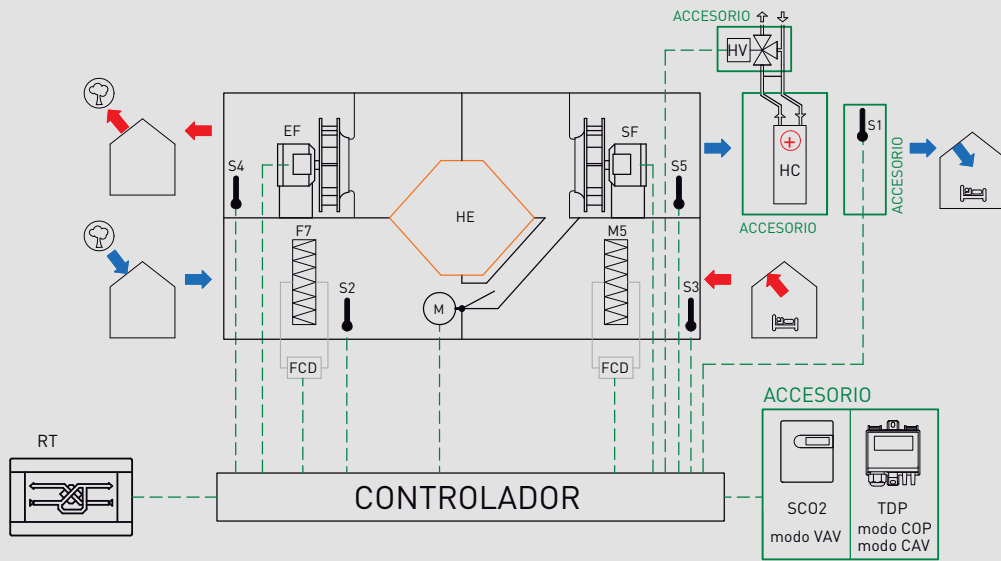 ACCESORIO
HV
EF
SF
S4
S5
S1
HE
HC
ACCESORIO
ACCESORIO
F7
M5
S2
M
S3
FCD
FCD
ACCESORIO
RT
CONTROLADOR
SCO2
modo VAV
TDP
modo COP
modo CAV